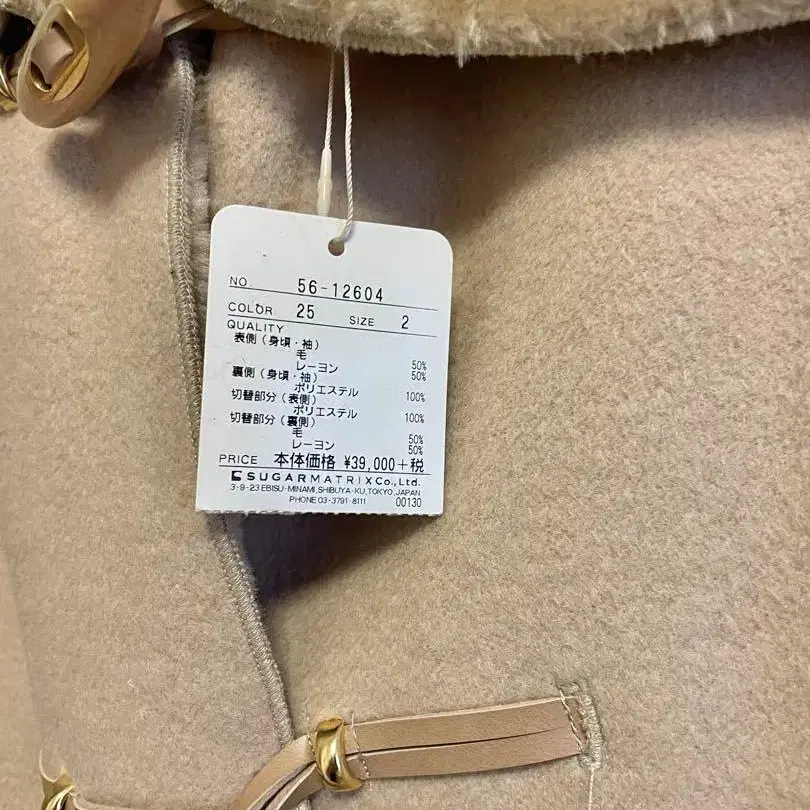 NO. 56-12604
COLOR 25 SIZE 2
QUALITY
表側（身頃・袖）
毛 50%
レーヨン 50%
裏側（身頃・袖）
ポリエステル 100%
切替部分（表側）
ポリエステル 100%
切替部分（裏側）
毛 50%
レーヨン 50%
PRICE 本体価格 ¥39,000+税
SUGARMATRIX Co., Ltd.
3-9-23 EBISU-MINAMI, SHIBUYA-KU, TOKYO, JAPAN
PHONE 03-3791-8111 00130